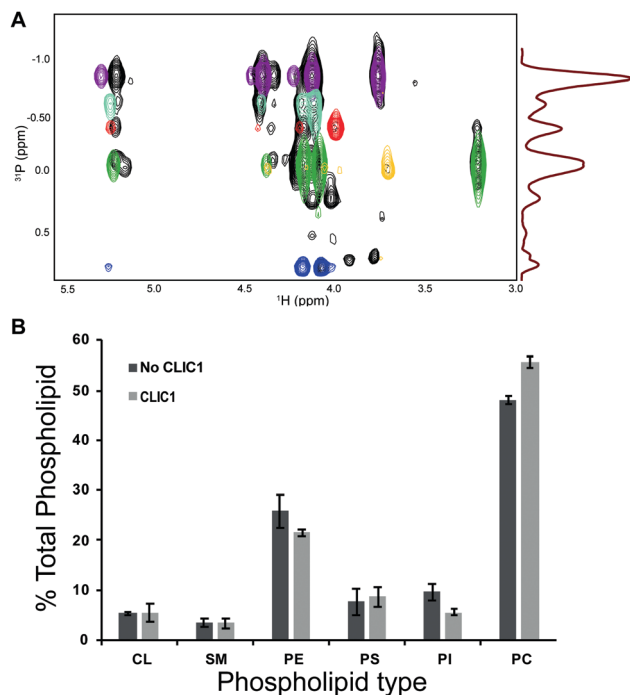 A
-1.0
-0.50
0.0
0.5
³¹P (ppm)
5.5 5.0 4.5 4.0 3.5 3.0
¹H (ppm)
B
60
50
40
30
20
10
0
% Total Phospholipid
No CLIC1
CLIC1
CL SM PE PS PI PC
Phospholipid type